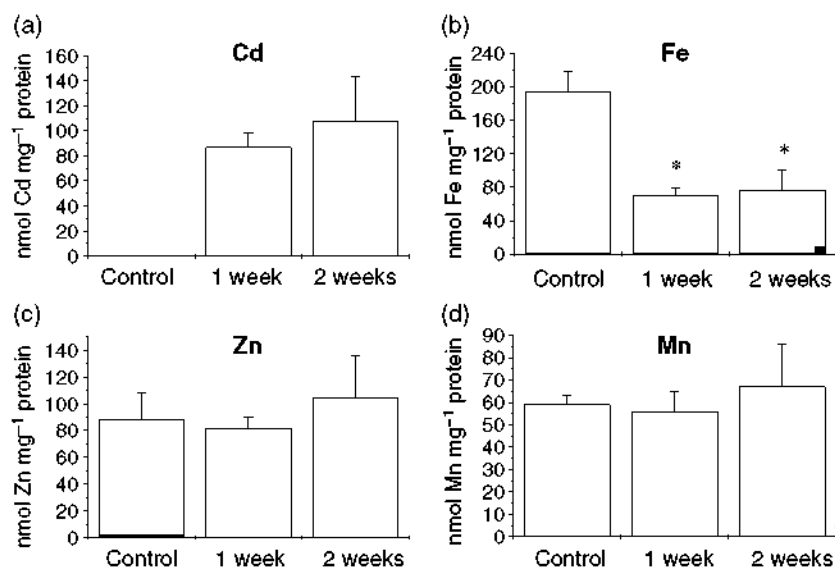 (a)
Cd
nmol Cd mg⁻¹ protein
160
140
120
100
80
60
40
20
0
Control 1 week 2 weeks
(b)
Fe
nmol Fe mg⁻¹ protein
240
200
160
120
80
40
0
*
*
Control 1 week 2 weeks
(c)
Zn
nmol Zn mg⁻¹ protein
140
120
100
80
60
40
20
0
Control 1 week 2 weeks
(d)
Mn
nmol Mn mg⁻¹ protein
90
80
70
60
50
40
30
20
10
0
Control 1 week 2 weeks